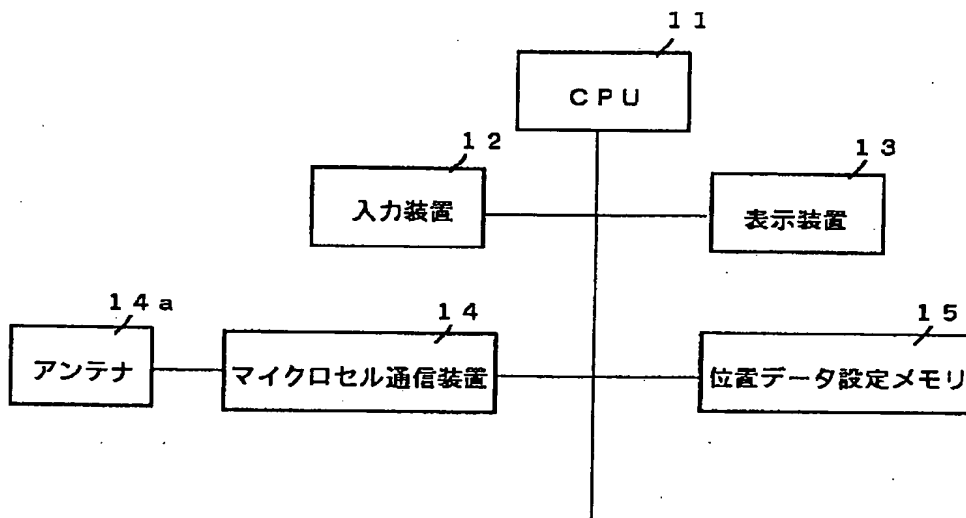 １１
ＣＰＵ
１２
入力装置
１３
表示装置
１４ａ
アンテナ
１４
マイクロセル通信装置
１５
位置データ設定メモリ